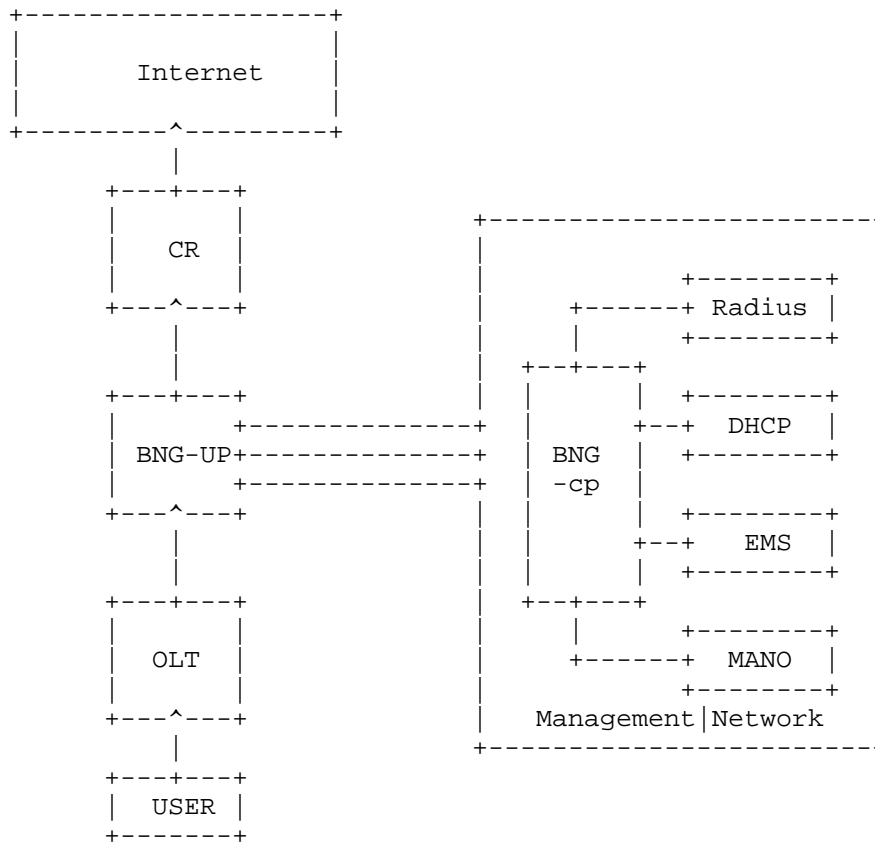 Internet
CR
Radius
DHCP
BNG-UP
BNG
-cp
EMS
OLT
MANO
Management|Network
USER